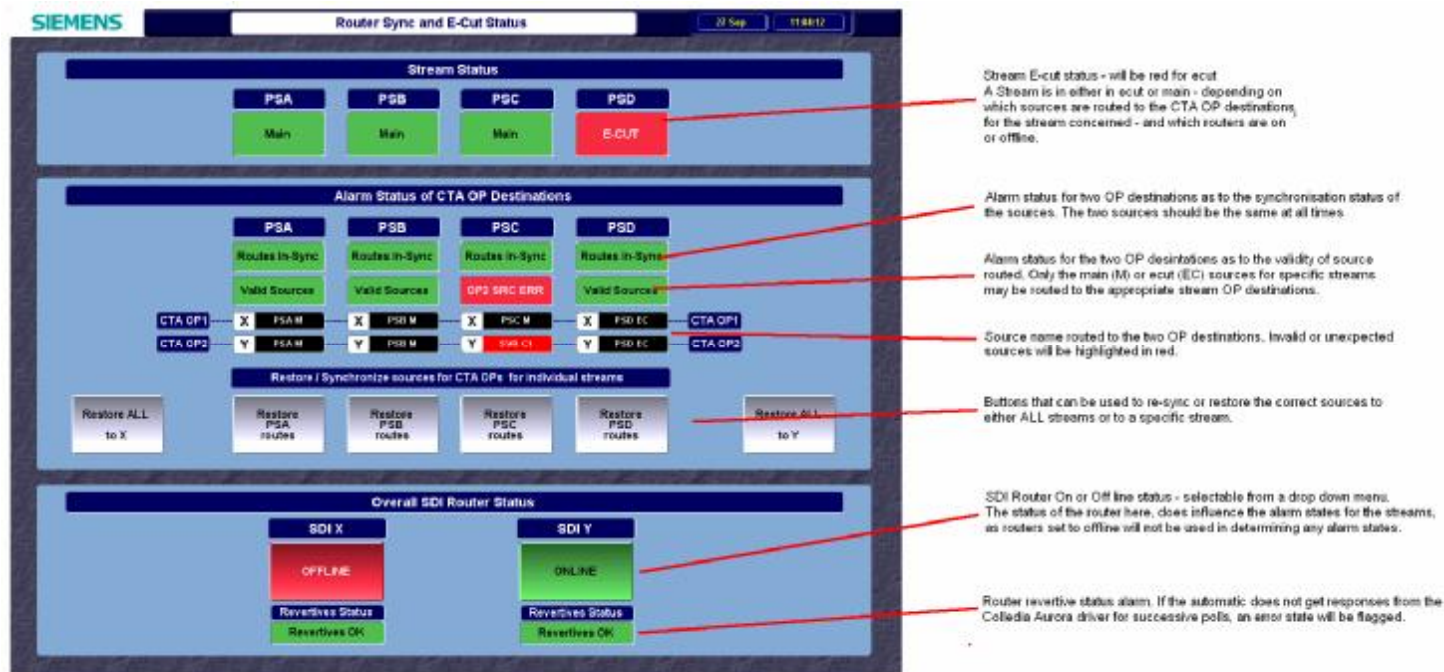 SIEMENS
Router Sync and E-Cut Status
27 Sep
Stream Status
PSA PSB PSC PSD
Main Main Main E-CUT
Stream E-cut status - will be red for ecut
A Stream is in either in ecut or main - depending on
which sources are routed to the CTA OP destinations
for the stream concerned - and which routers are on
or offline.
Alarm Status of CTA OP Destinations
PSA PSB PSC PSD
Routes In-Sync Routes In-Sync Routes In-Sync Routes In-Sync
Valid Sources Valid Sources OP2 SRC ERR Valid Sources
CTA OP1 X PSA M X PSB M X PSC M X PSD EC CTA OP1
CTA OP2 Y PSA M Y PSB M Y Y PSD EC CTA OP2
Restore / Synchronize sources for CTA OPs for individual streams
Restore ALL
to X
Restore
PSA
routes
Restore
PSB
routes
Restore
PSC
routes
Restore
PSD
routes
Restore ALL
to Y
Alarm status for two OP destinations as to the synchronisation status of
the sources. The two sources should be the same at all times
Alarm status for the two OP desintations as to the validity of source
routed. Only the main (M) or ecut (EC) sources for specific streams
may be routed to the appropriate stream OP destinations.
Source name routed to the two OP destinations. Invalid or unexpected
sources will be highlighted in red.
Buttons that can be used to re-sync or restore the correct sources to
either ALL streams or to a specific stream.
Overall SDI Router Status
SDI X SDI Y
OFFLINE ONLINE
Revertives Status Revertives Status
Revertives OK Revertives OK
SDI Router On or Off line status - selectable from a drop down menu.
The status of the router here, does influence the alarm states for the streams,
as routers set to offline will not be used in determining any alarm states.
Router revertive status alarm. If the automatic does not get responses from the
Colledia Aurora driver for successive polls, an error state will be flagged.